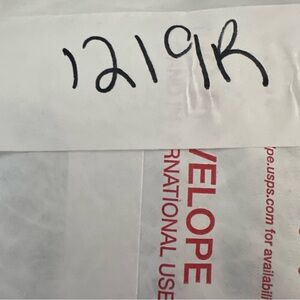 1219R
VELOPE
RNATIONAL USE
pe.usps.com for availabili